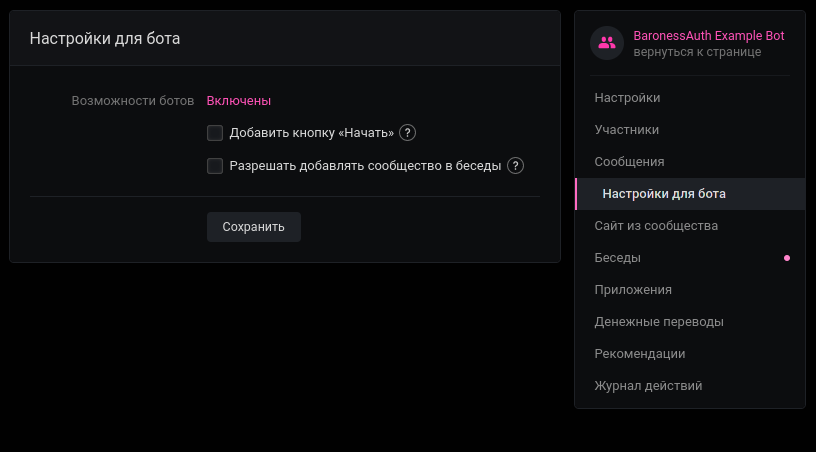 Настройки для бота
Возможности ботов Включены
Добавить кнопку «Начать» ?
Разрешать добавлять сообщество в беседы ?
Сохранить
BaronessAuth Example Bot
вернуться к странице
Настройки
Участники
Сообщения
Настройки для бота
Сайт из сообщества
Беседы
Приложения
Денежные переводы
Рекомендации
Журнал действий